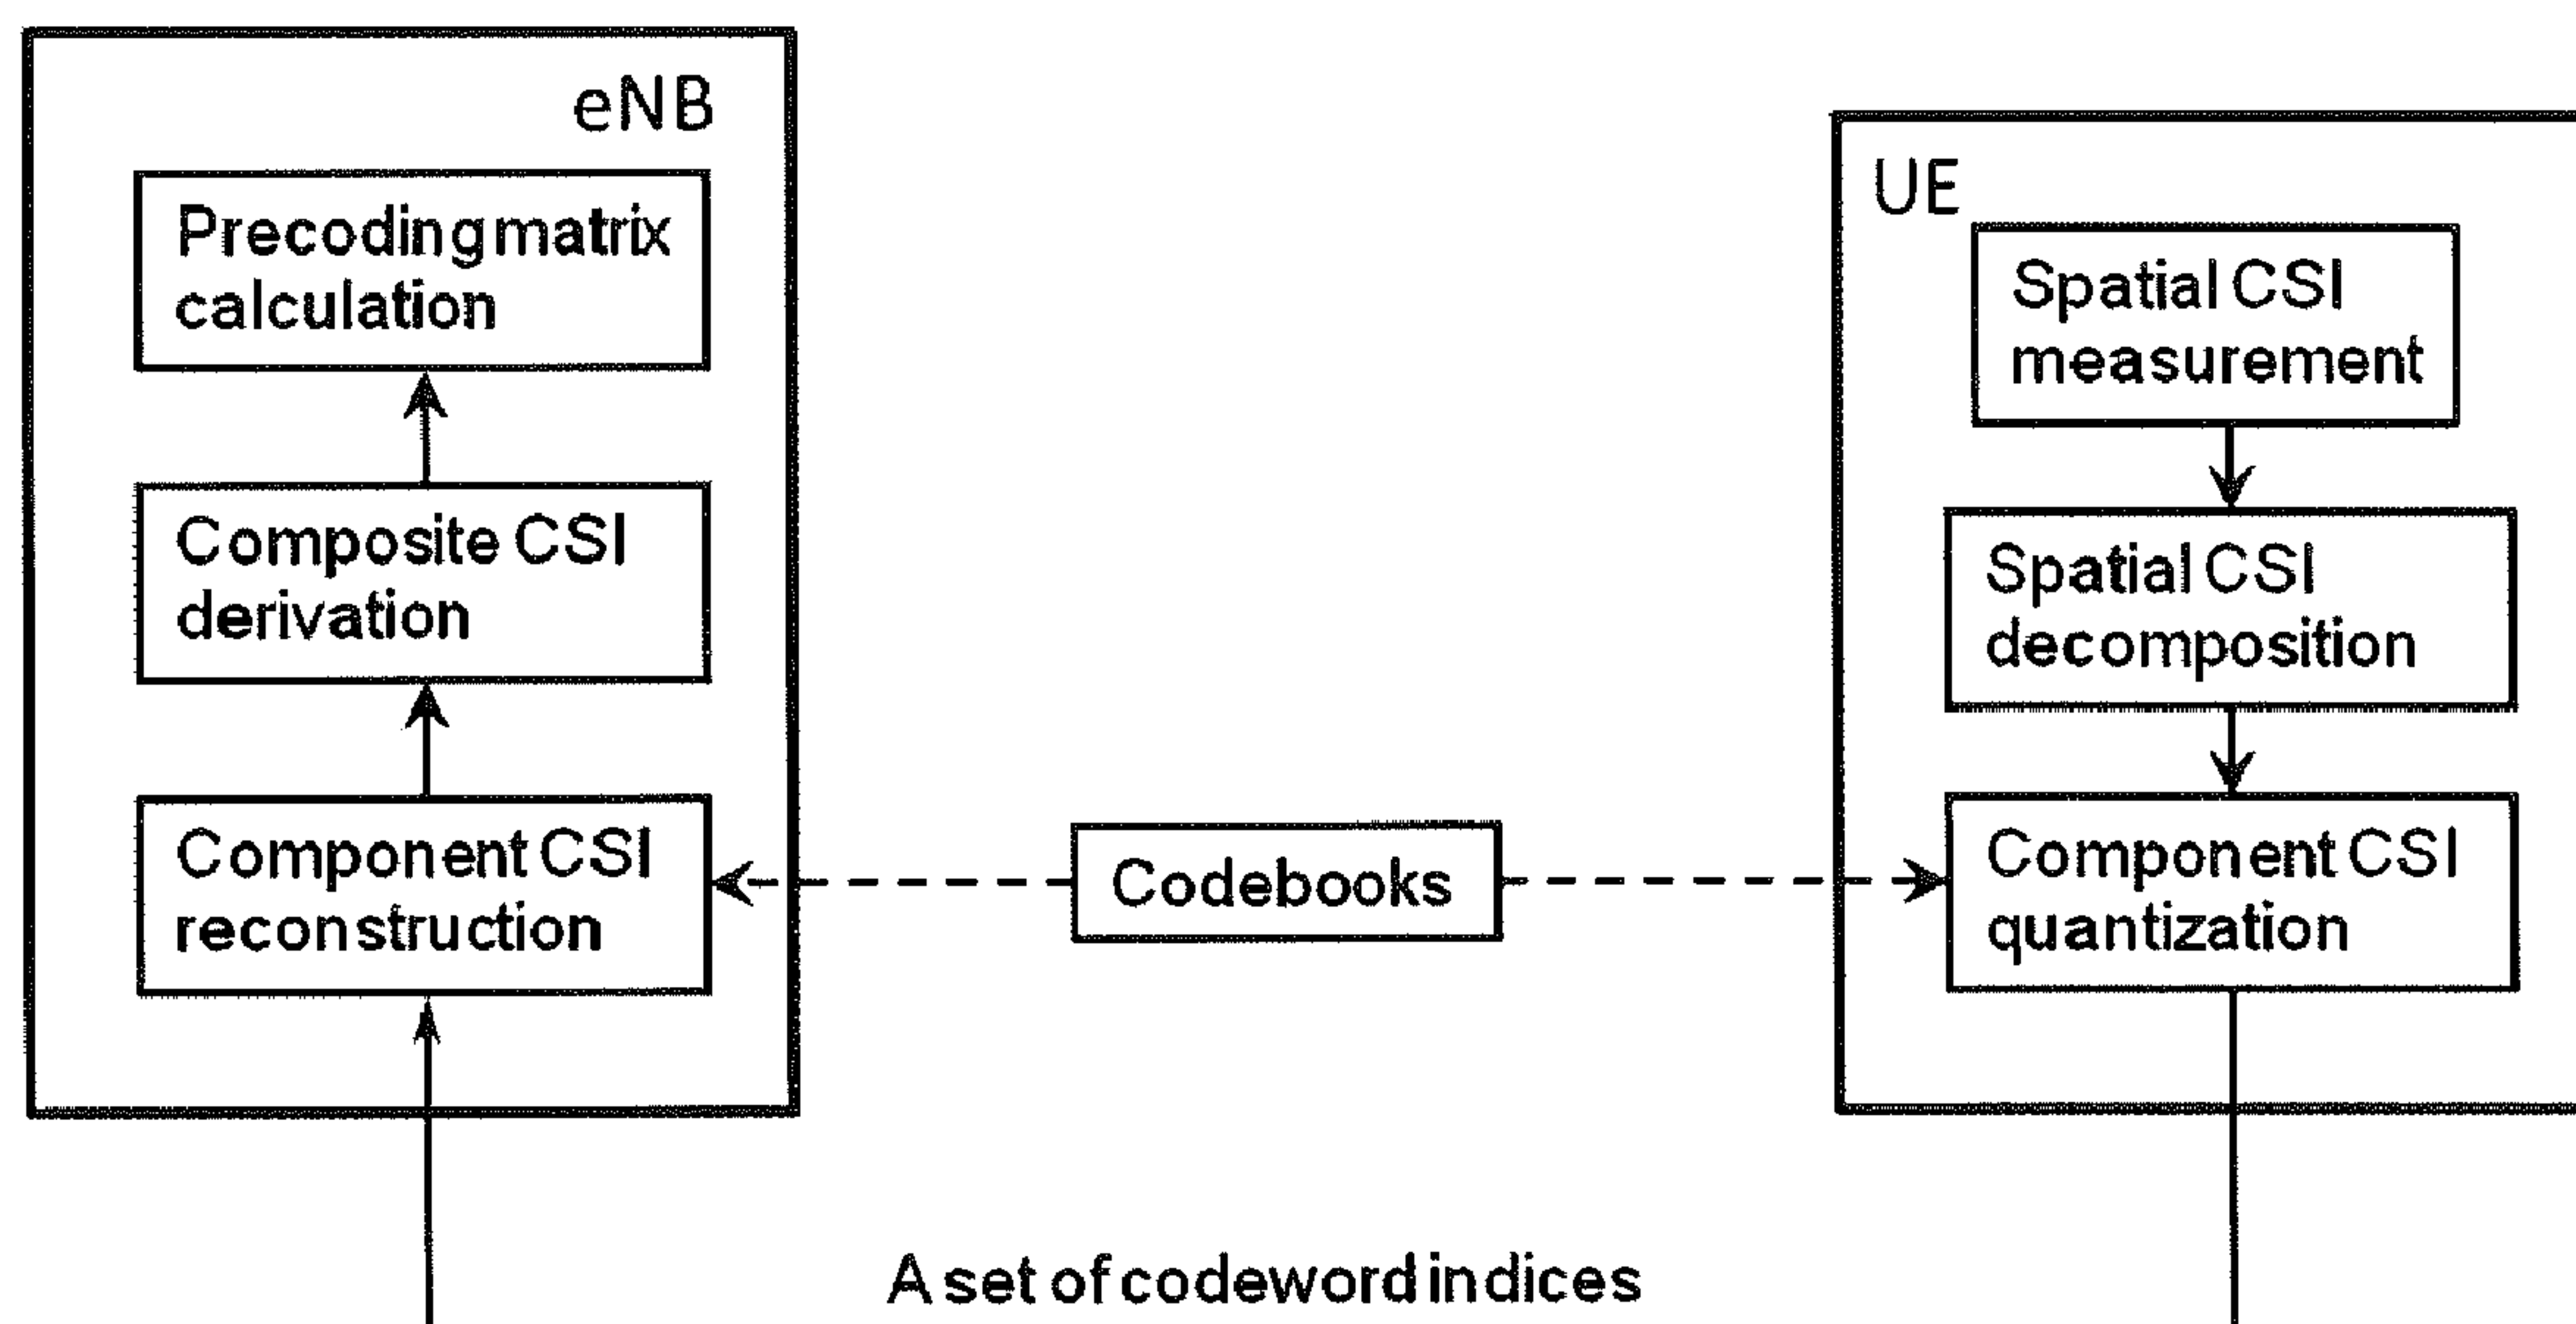 eNB
Precoding matrix
calculation
Composite CSI
derivation
Component CSI
reconstruction
Codebooks
UE
Spatial CSI
measurement
Spatial CSI
decomposition
Component CSI
quantization
A set of codeword indices